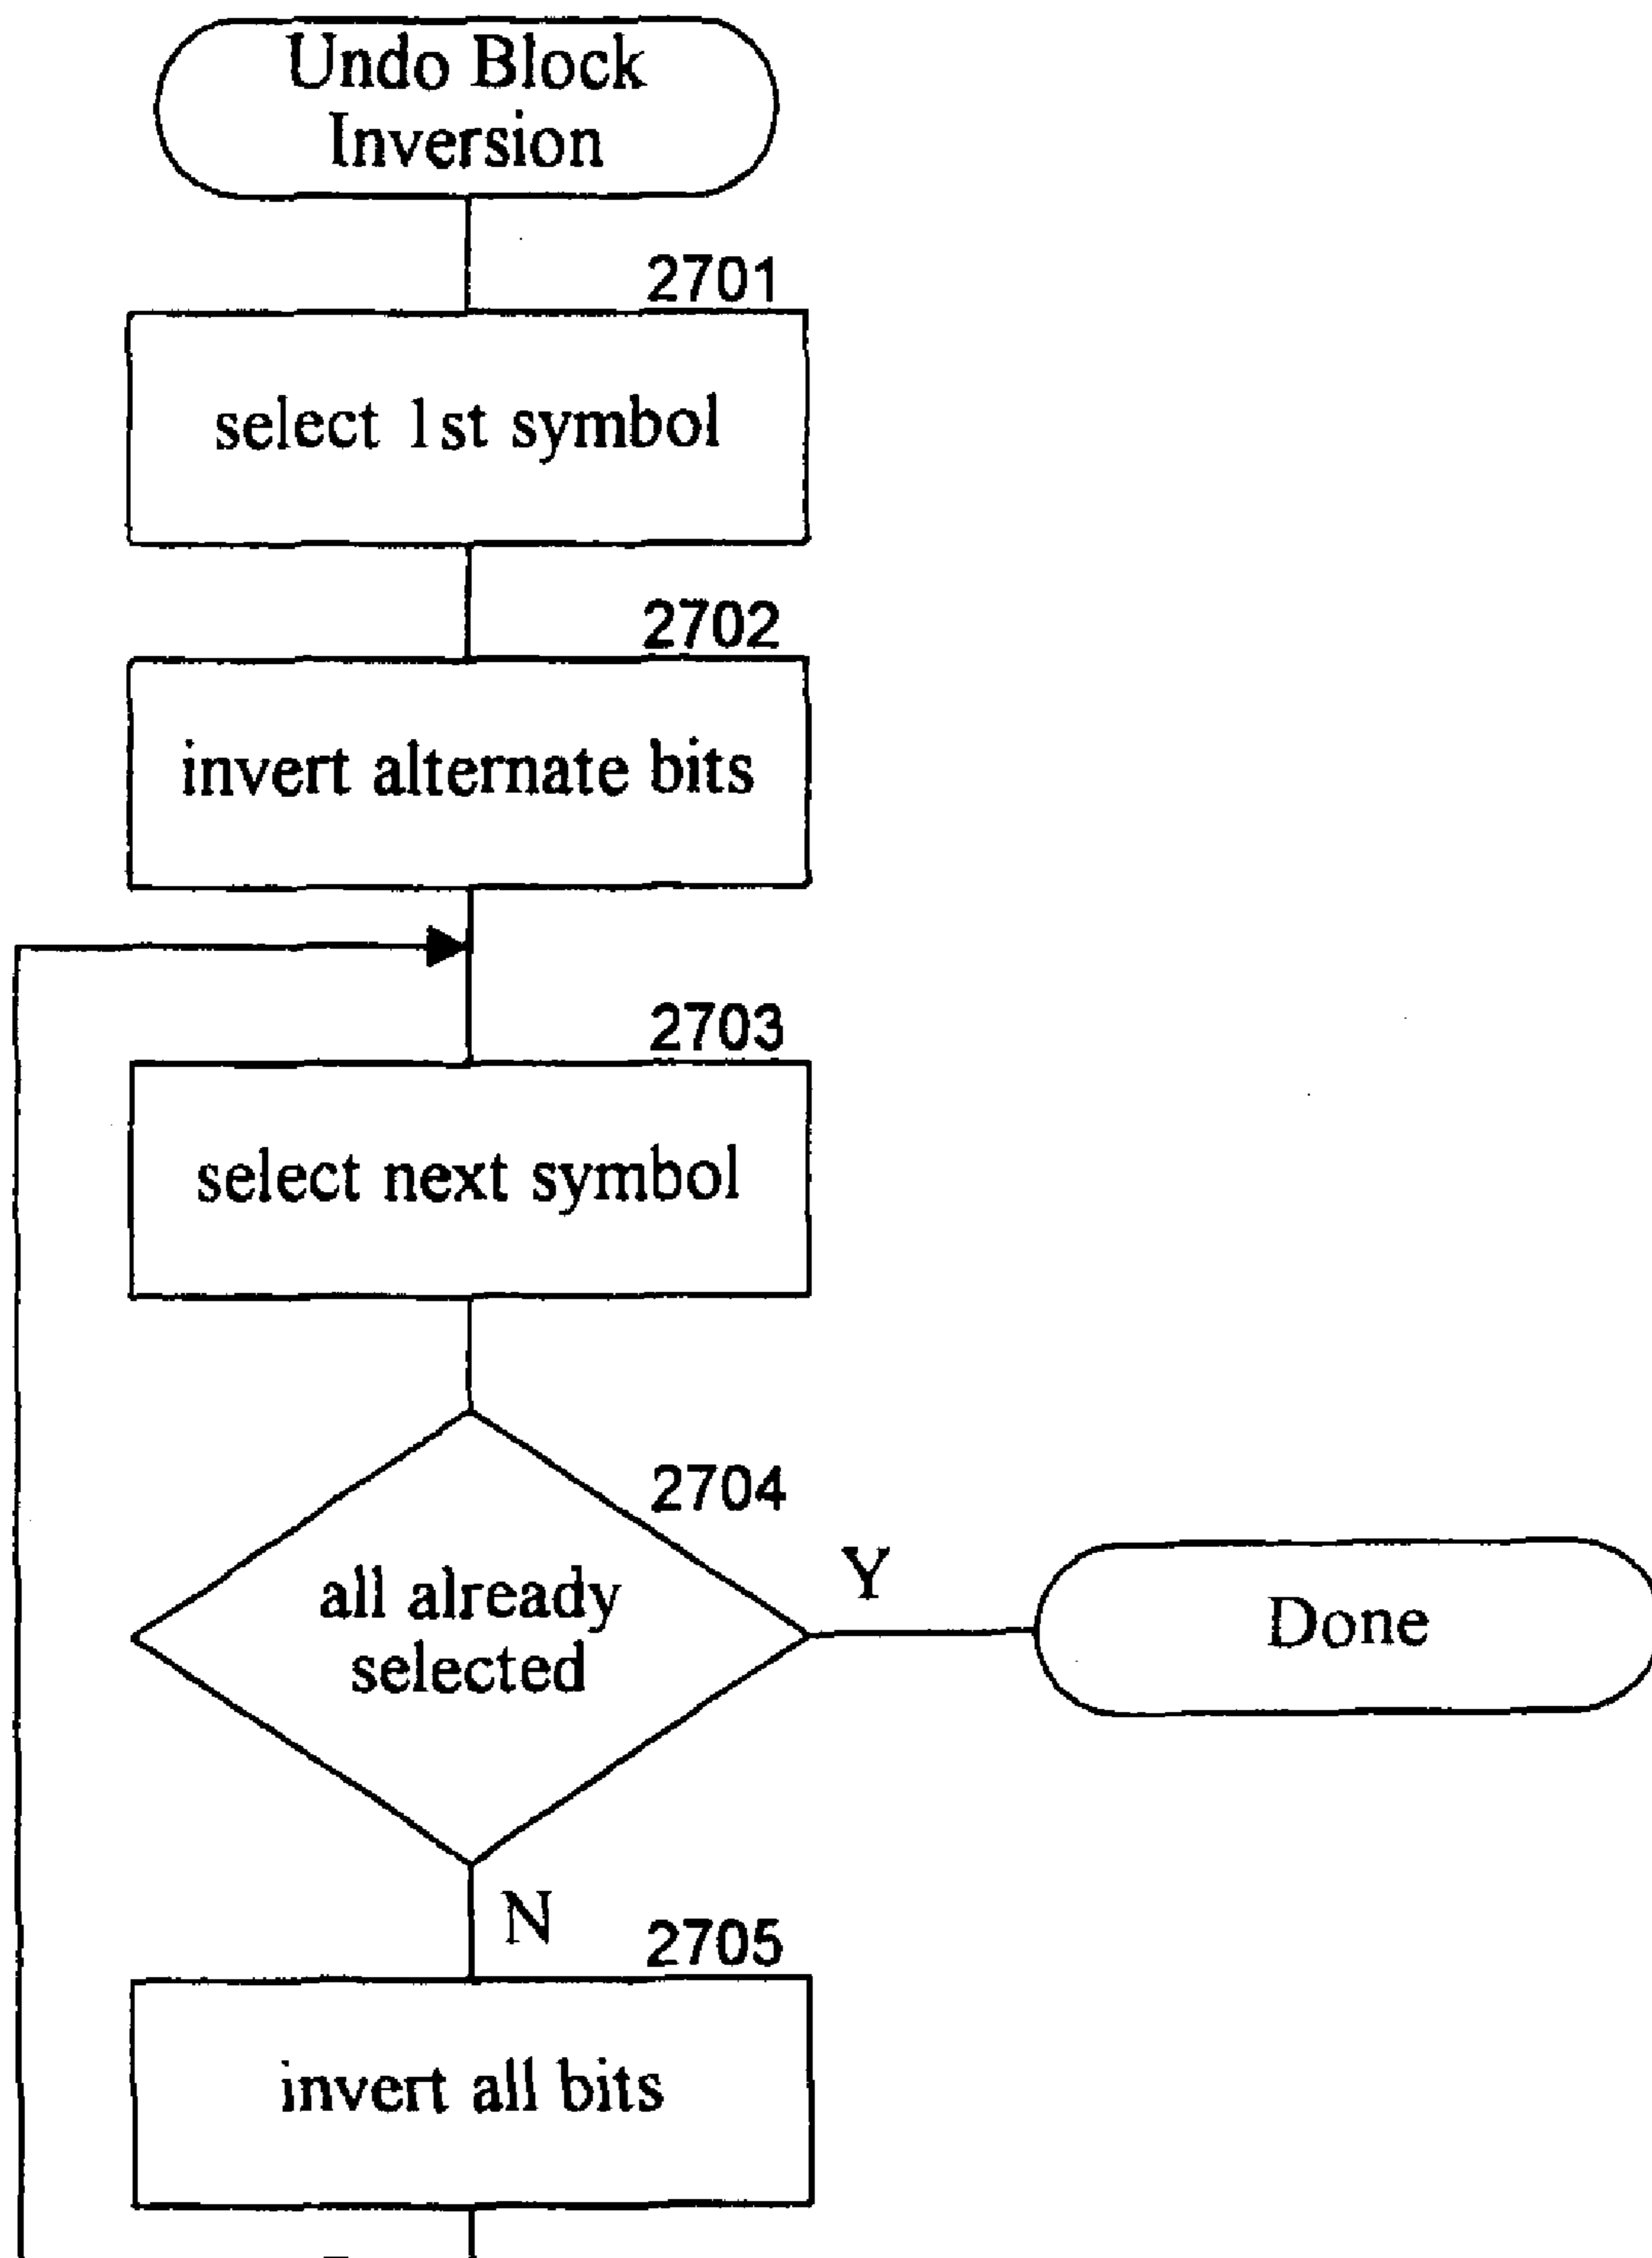 Undo Block
Inversion
2701
select 1st symbol
2702
invert alternate bits
2703
select next symbol
2704
all already
selected
Y
Done
N
2705
invert all bits